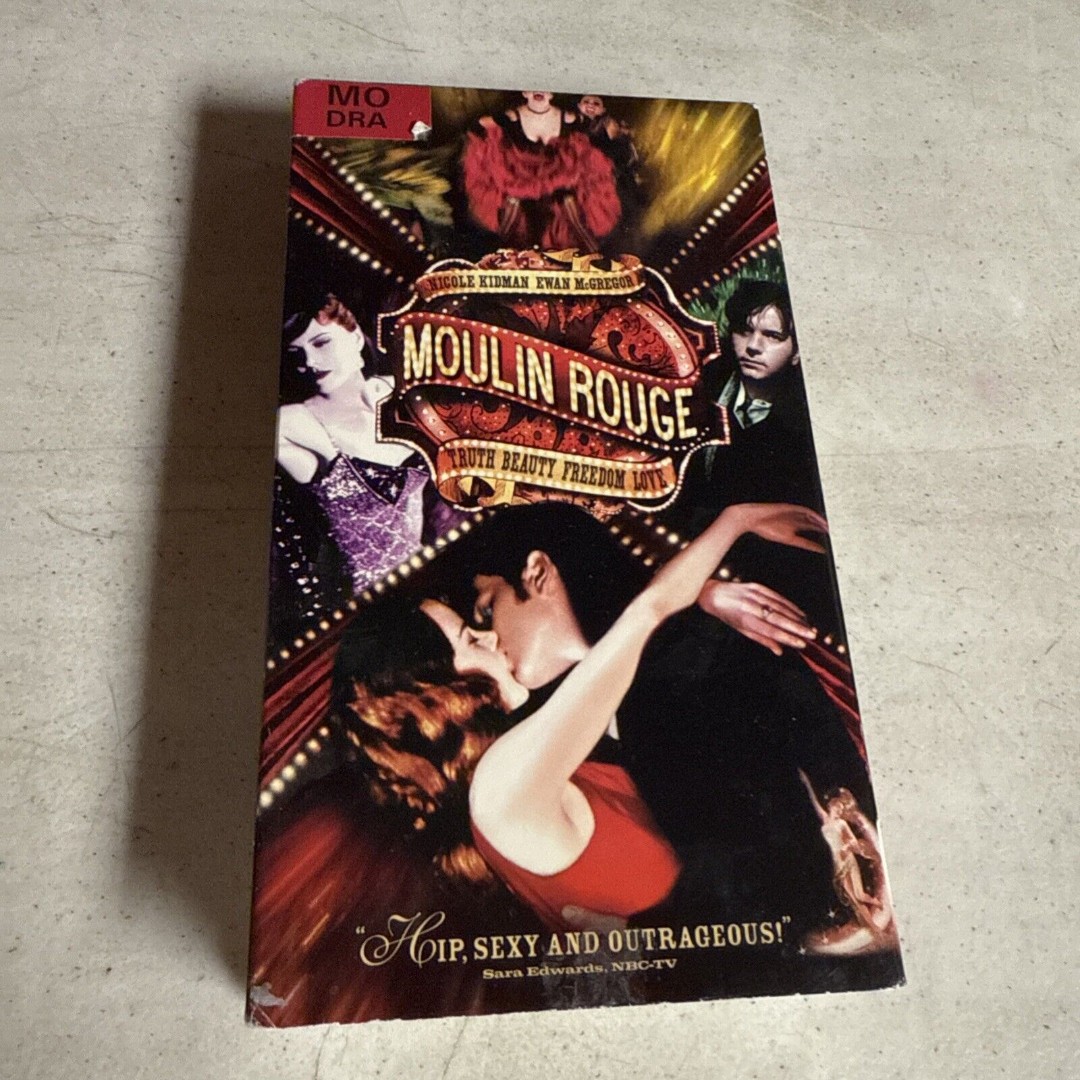 MO
DRA
NICOLE KIDMAN EWAN McGREGOR
MOULIN ROUGE
TRUTH BEAUTY FREEDOM LOVE
"HIP, SEXY AND OUTRAGEOUS!"
Sara Edwards, NBC-TV